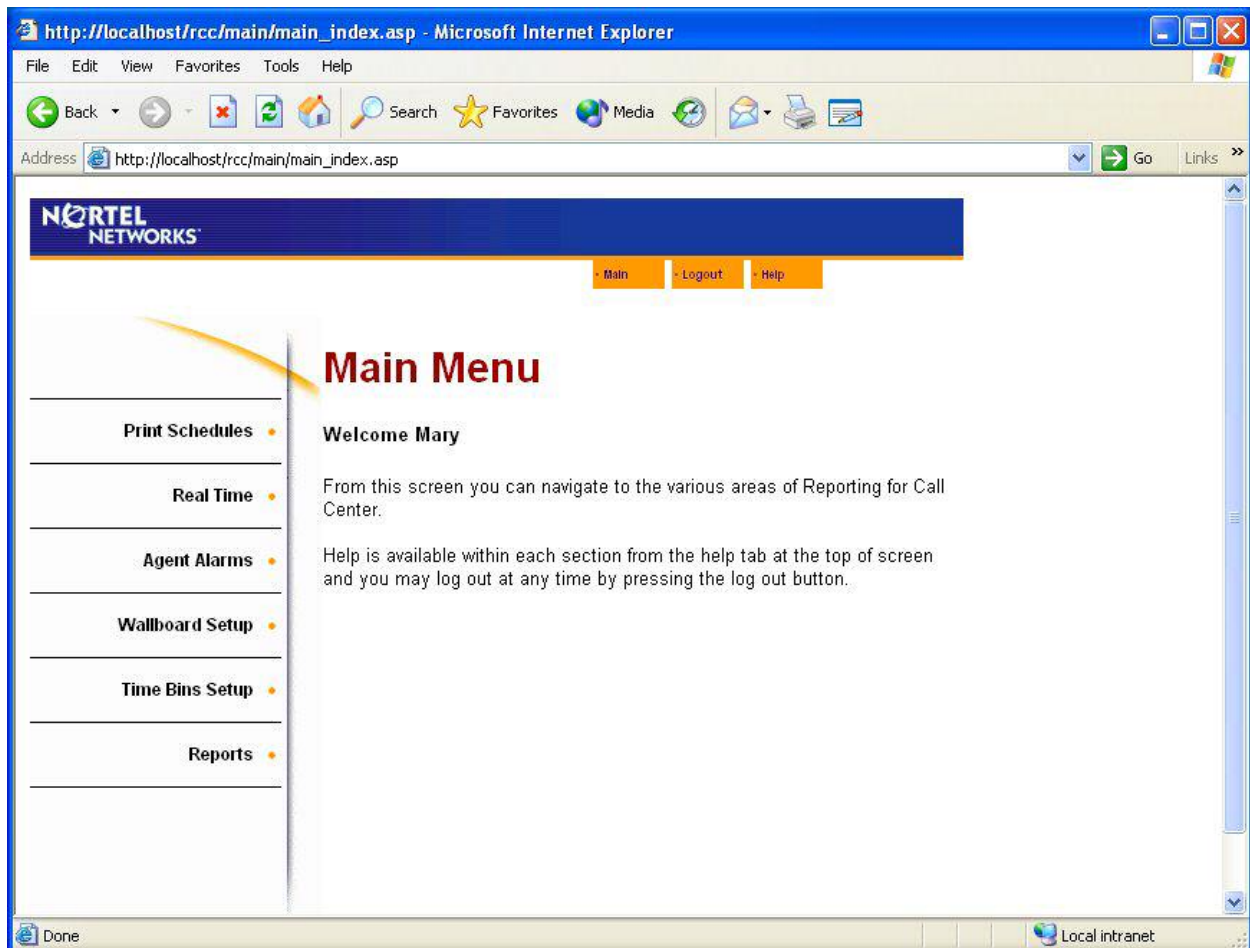 http://localhost/rcc/main/main_index.asp - Microsoft Internet Explorer
File Edit View Favorites Tools Help
Back Search Favorites Media
Address http://localhost/rcc/main/main_index.asp Go Links »
NORTEL
NETWORKS
Main Logout Help
Main Menu
Print Schedules
Real Time
Agent Alarms
Wallboard Setup
Time Bins Setup
Reports
Welcome Mary
From this screen you can navigate to the various areas of Reporting for Call
Center.
Help is available within each section from the help tab at the top of screen
and you may log out at any time by pressing the log out button.
Done Local intranet